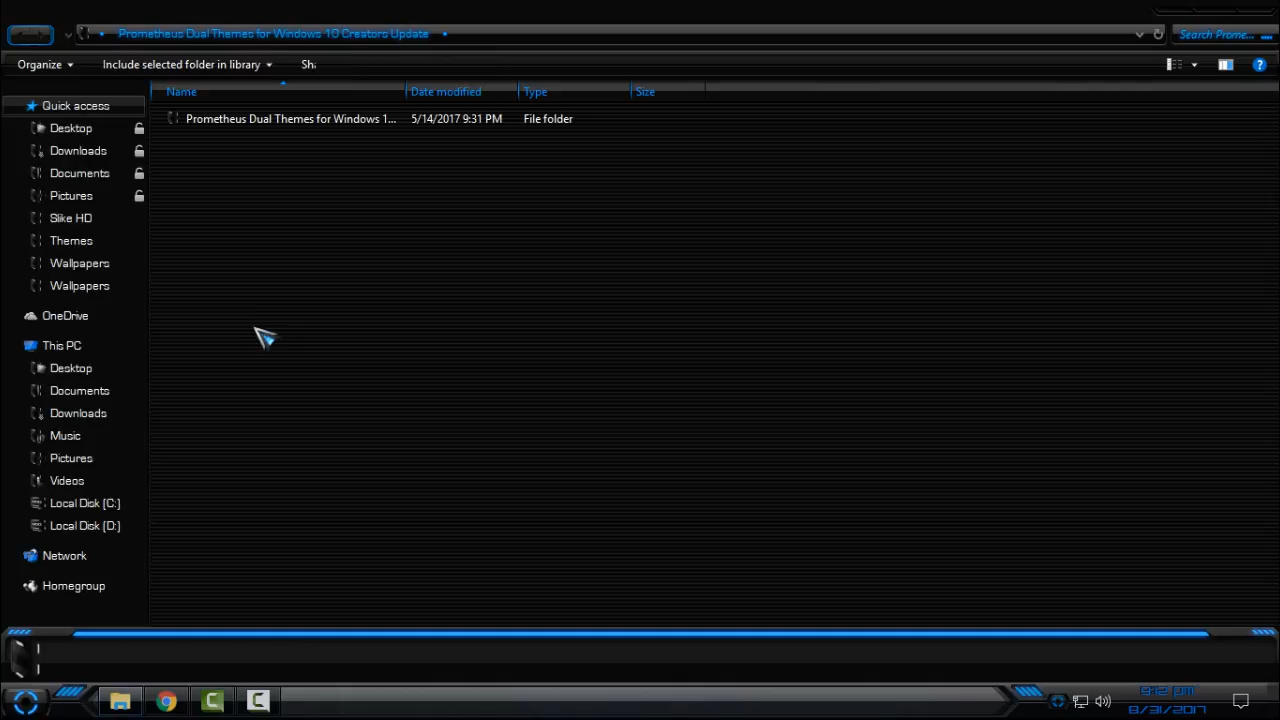 Prometheus Dual Themes for Windows 10 Creators Update
Search Prome...
Organize
Include selected folder in library
Name
Date modified
Type
Size
Prometheus Dual Themes for Windows 1...
5/14/2017 9:31 PM
File folder
Quick access
Desktop
Downloads
Documents
Pictures
Slike HD
Themes
Wallpapers
Wallpapers
OneDrive
This PC
Desktop
Documents
Downloads
Music
Pictures
Videos
Local Disk (C:)
Local Disk (D:)
Network
Homegroup
9:12 pm
8/31/2017